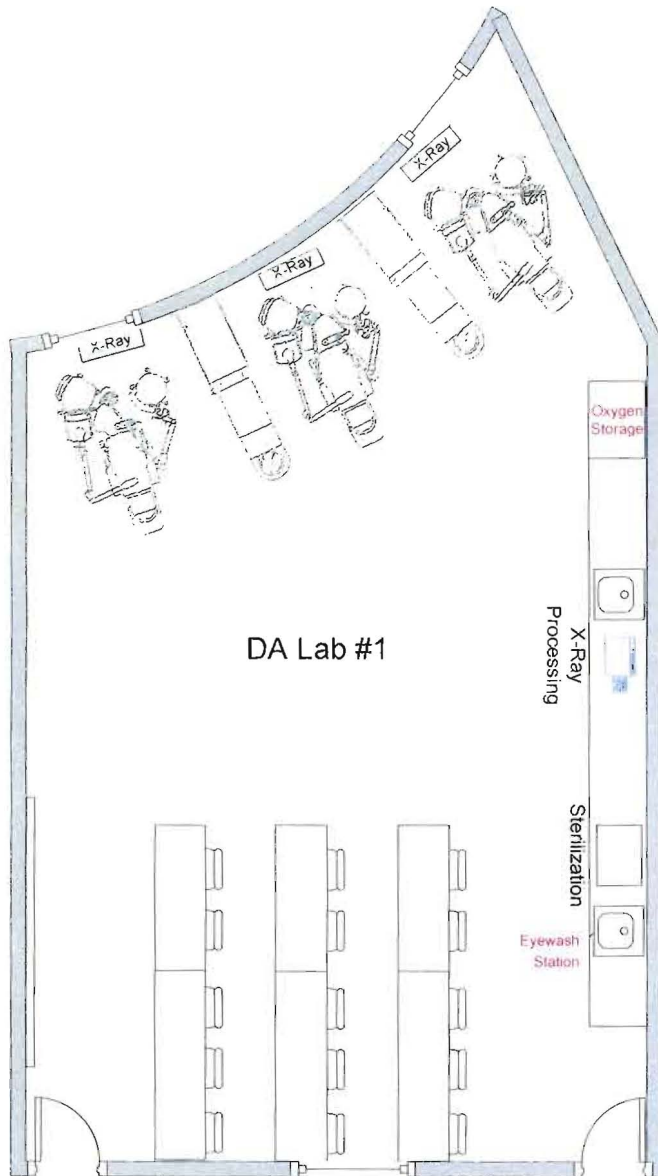 X-Ray
X-Ray
X-Ray
Oxygen
Storage
DA Lab #1
X-Ray
Processing
Sterilization
Eyewash
Station